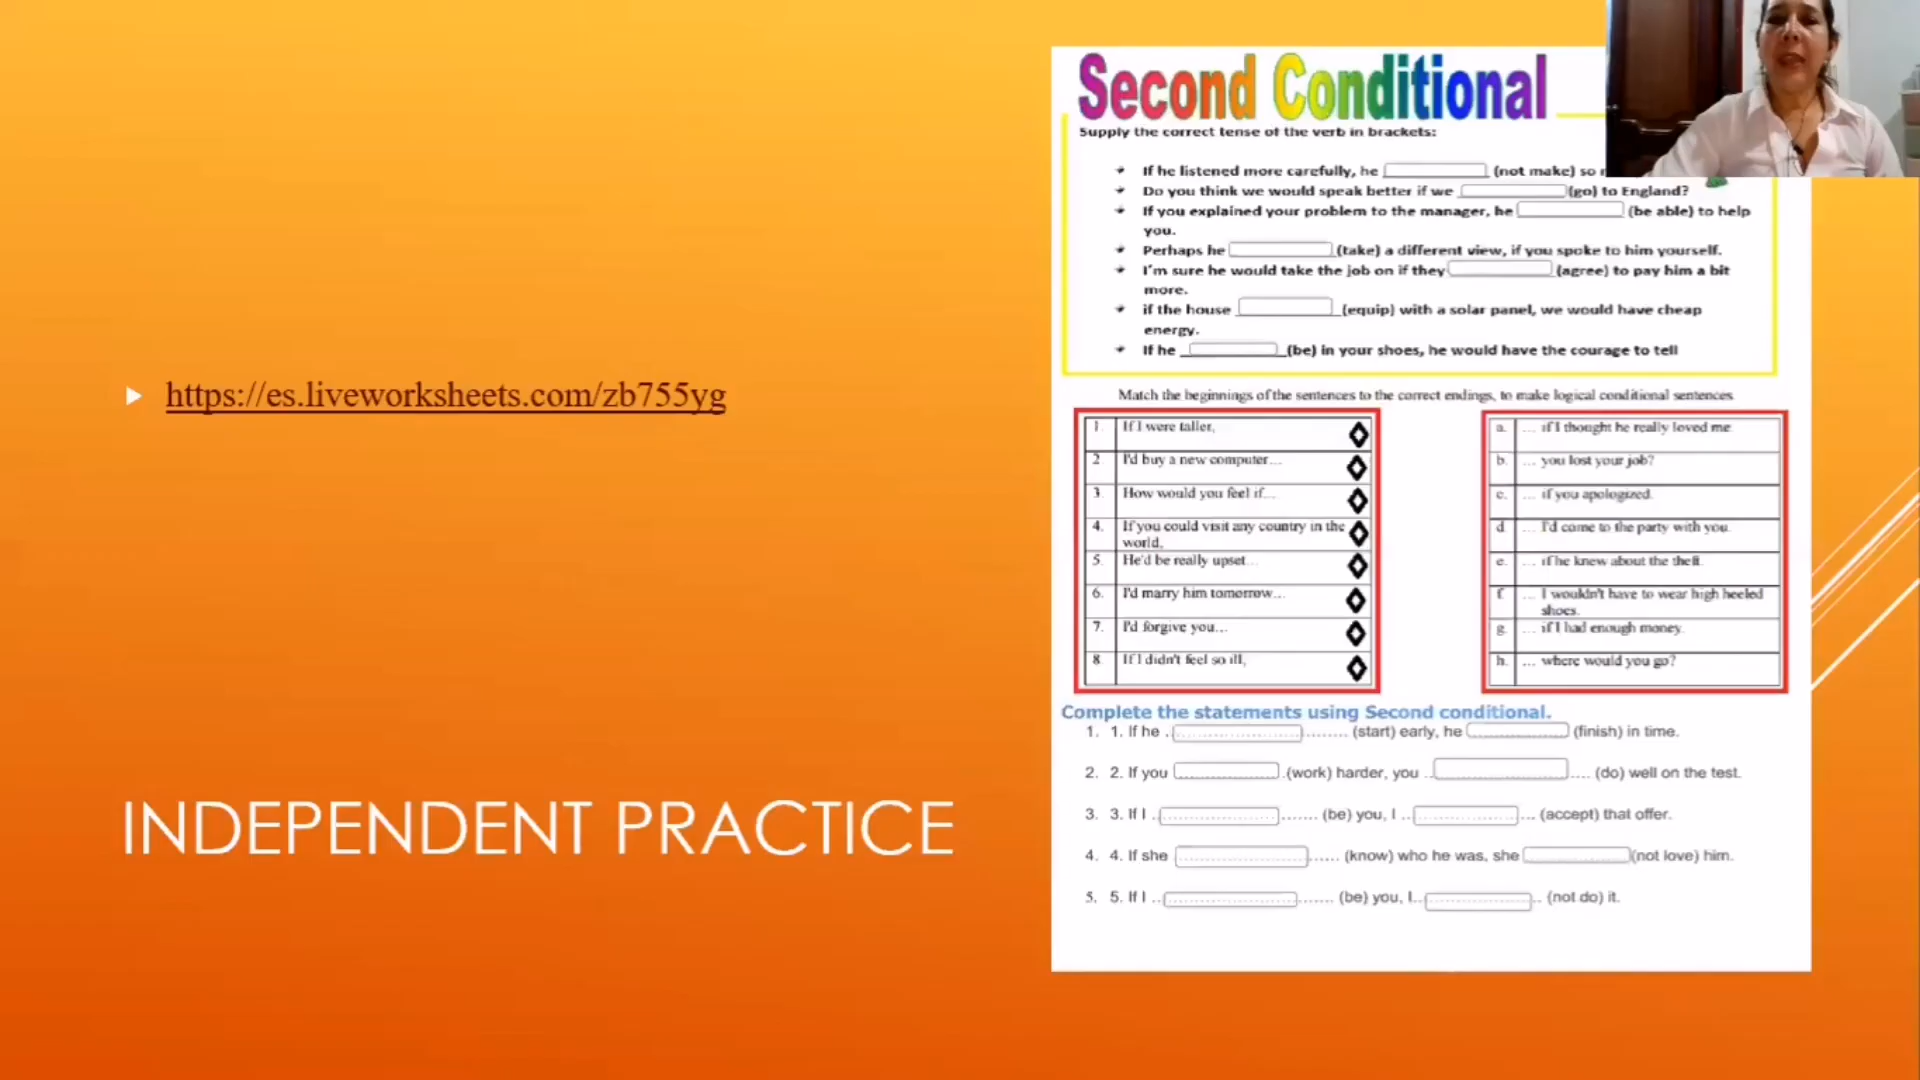 https://es.liveworksheets.com/zb755yg
INDEPENDENT PRACTICE
Second Conditional
Supply the correct tense of the verb in brackets:
If he listened more carefully, he (not make) so
Do you think we would speak better if we (go) to England?
If you explained your problem to the manager, he (be able) to help
you.
Perhaps he (take) a different view, if you spoke to him yourself.
I'm sure he would take the job on if they (agree) to pay him a bit
more.
if the house (equip) with a solar panel, we would have cheap
energy.
If he (be) in your shoes, he would have the courage to tell
Match the beginnings of the sentences to the correct endings, to make logical conditional sentences.
1. If I were taller,
2 I'd buy a new computer...
3. How would you feel if...
4. If you could visit any country in the
world,
5. He'd be really upset...
6. I'd marry him tomorrow...
7. I'd forgive you...
8. If I didn't feel so ill,
a. ... if I thought he really loved me.
b. ... you lost your job?
c. ... if you apologized.
d. ... I'd come to the party with you.
e. ... if he knew about the theft.
f. ... I wouldn't have to wear high heeled
shoes.
g. ... if I had enough money.
h. ... where would you go?
Complete the statements using Second conditional.
1. 1. If he .. ........ (start) early, he (finish) in time.
2. 2. If you .(work) harder, you .. .... (do) well on the test.
3. 3. If I .. ....... (be) you, I .. ... (accept) that offer.
4. 4. If she ..... (know) who he was, she (not love) him.
5. 5. If I .. ....... (be) you, I.. .. (not do) it.